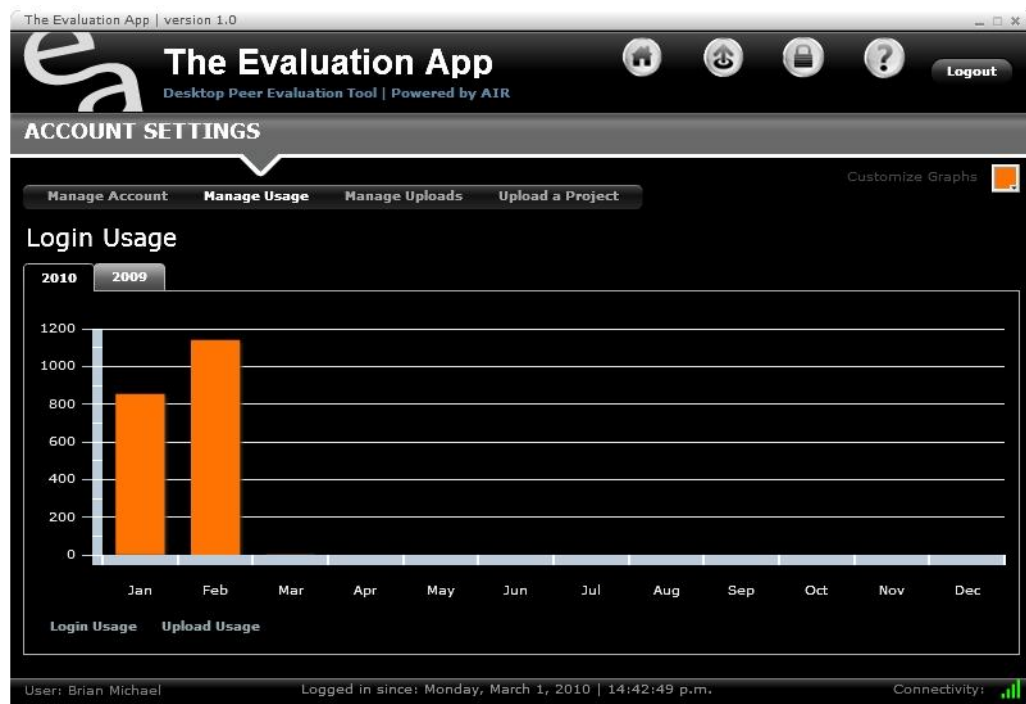 The Evaluation App | version 1.0
ea
The Evaluation App
Desktop Peer Evaluation Tool | Powered by AIR
? Logout
ACCOUNT SETTINGS
Customize Graphs
Manage Account Manage Usage Manage Uploads Upload a Project
Login Usage
2010 2009
1200
1000
800
600
400
200
0
Jan Feb Mar Apr May Jun Jul Aug Sep Oct Nov Dec
Login Usage Upload Usage
User: Brian Michael Logged in since: Monday, March 1, 2010 | 14:42:49 p.m. Connectivity: